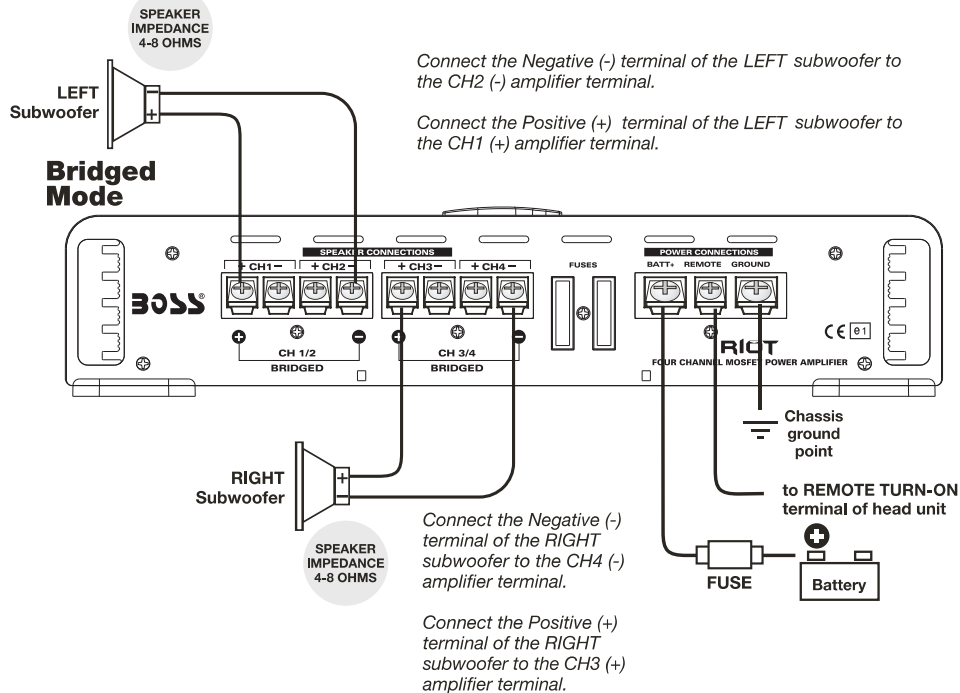 SPEAKER
IMPEDANCE
4-8 OHMS
LEFT
Subwoofer
−
+
Connect the Negative (-) terminal of the LEFT subwoofer to
the CH2 (-) amplifier terminal.
Connect the Positive (+) terminal of the LEFT subwoofer to
the CH1 (+) amplifier terminal.
Bridged
Mode
SPEAKER CONNECTIONS
+ CH1 − + CH2 − + CH3 − + CH4 −
FUSES
POWER CONNECTIONS
BATT+ REMOTE GROUND
BOSS®
+ −
CH 1/2
BRIDGED
+ −
CH 3/4
BRIDGED
CE e1
RIOT
FOUR CHANNEL MOSFET POWER AMPLIFIER
Chassis
ground
point
RIGHT
Subwoofer
+
−
to REMOTE TURN-ON
terminal of head unit
SPEAKER
IMPEDANCE
4-8 OHMS
Connect the Negative (-)
terminal of the RIGHT
subwoofer to the CH4 (-)
amplifier terminal.
Connect the Positive (+)
terminal of the RIGHT
subwoofer to the CH3 (+)
amplifier terminal.
FUSE
+
Battery